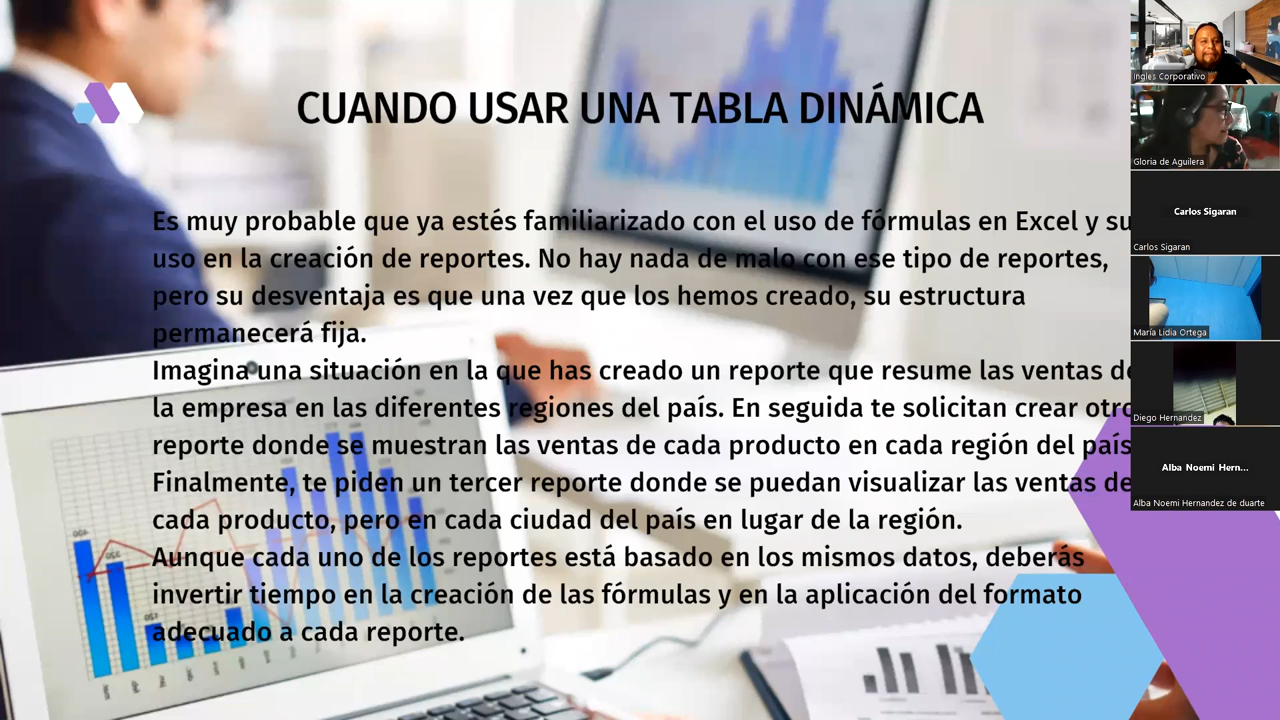 CUANDO USAR UNA TABLA DINÁMICA
Es muy probable que ya estés familiarizado con el uso de fórmulas en Excel y su
uso en la creación de reportes. No hay nada de malo con ese tipo de reportes,
pero su desventaja es que una vez que los hemos creado, su estructura
permanecerá fija.
Imagina una situación en la que has creado un reporte que resume las ventas de
la empresa en las diferentes regiones del país. En seguida te solicitan crear otro
reporte donde se muestran las ventas de cada producto en cada región del país
Finalmente, te piden un tercer reporte donde se puedan visualizar las ventas de
cada producto, pero en cada ciudad del país en lugar de la región.
Aunque cada uno de los reportes está basado en los mismos datos, deberás
invertir tiempo en la creación de las fórmulas y en la aplicación del formato
adecuado a cada reporte.
Ingles Corporativo
Gloria de Aguilera
Carlos Sigaran
Carlos Sigaran
María Lidia Ortega
Diego Hernandez
Alba Noemi Hern...
Alba Noemi Hernandez de duarte